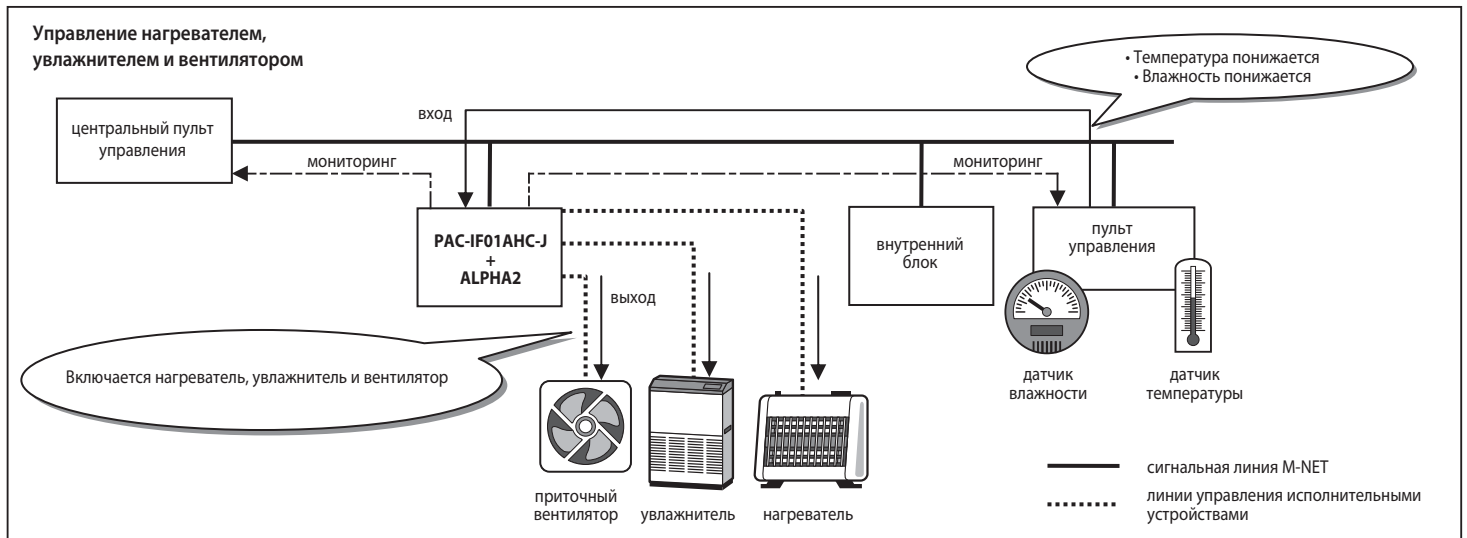 Управление нагревателем,
увлажнителем и вентилятором
• Температура понижается
• Влажность понижается
центральный пульт
управления
вход
мониторинг
мониторинг
PAC-IF01AHC-J
+
ALPHA2
внутренний
блок
пульт
управления
выход
Включается нагреватель, увлажнитель и вентилятор
датчик
влажности
датчик
температуры
приточный
вентилятор
увлажнитель
нагреватель
сигнальная линия M-NET
линии управления исполнительными
устройствами